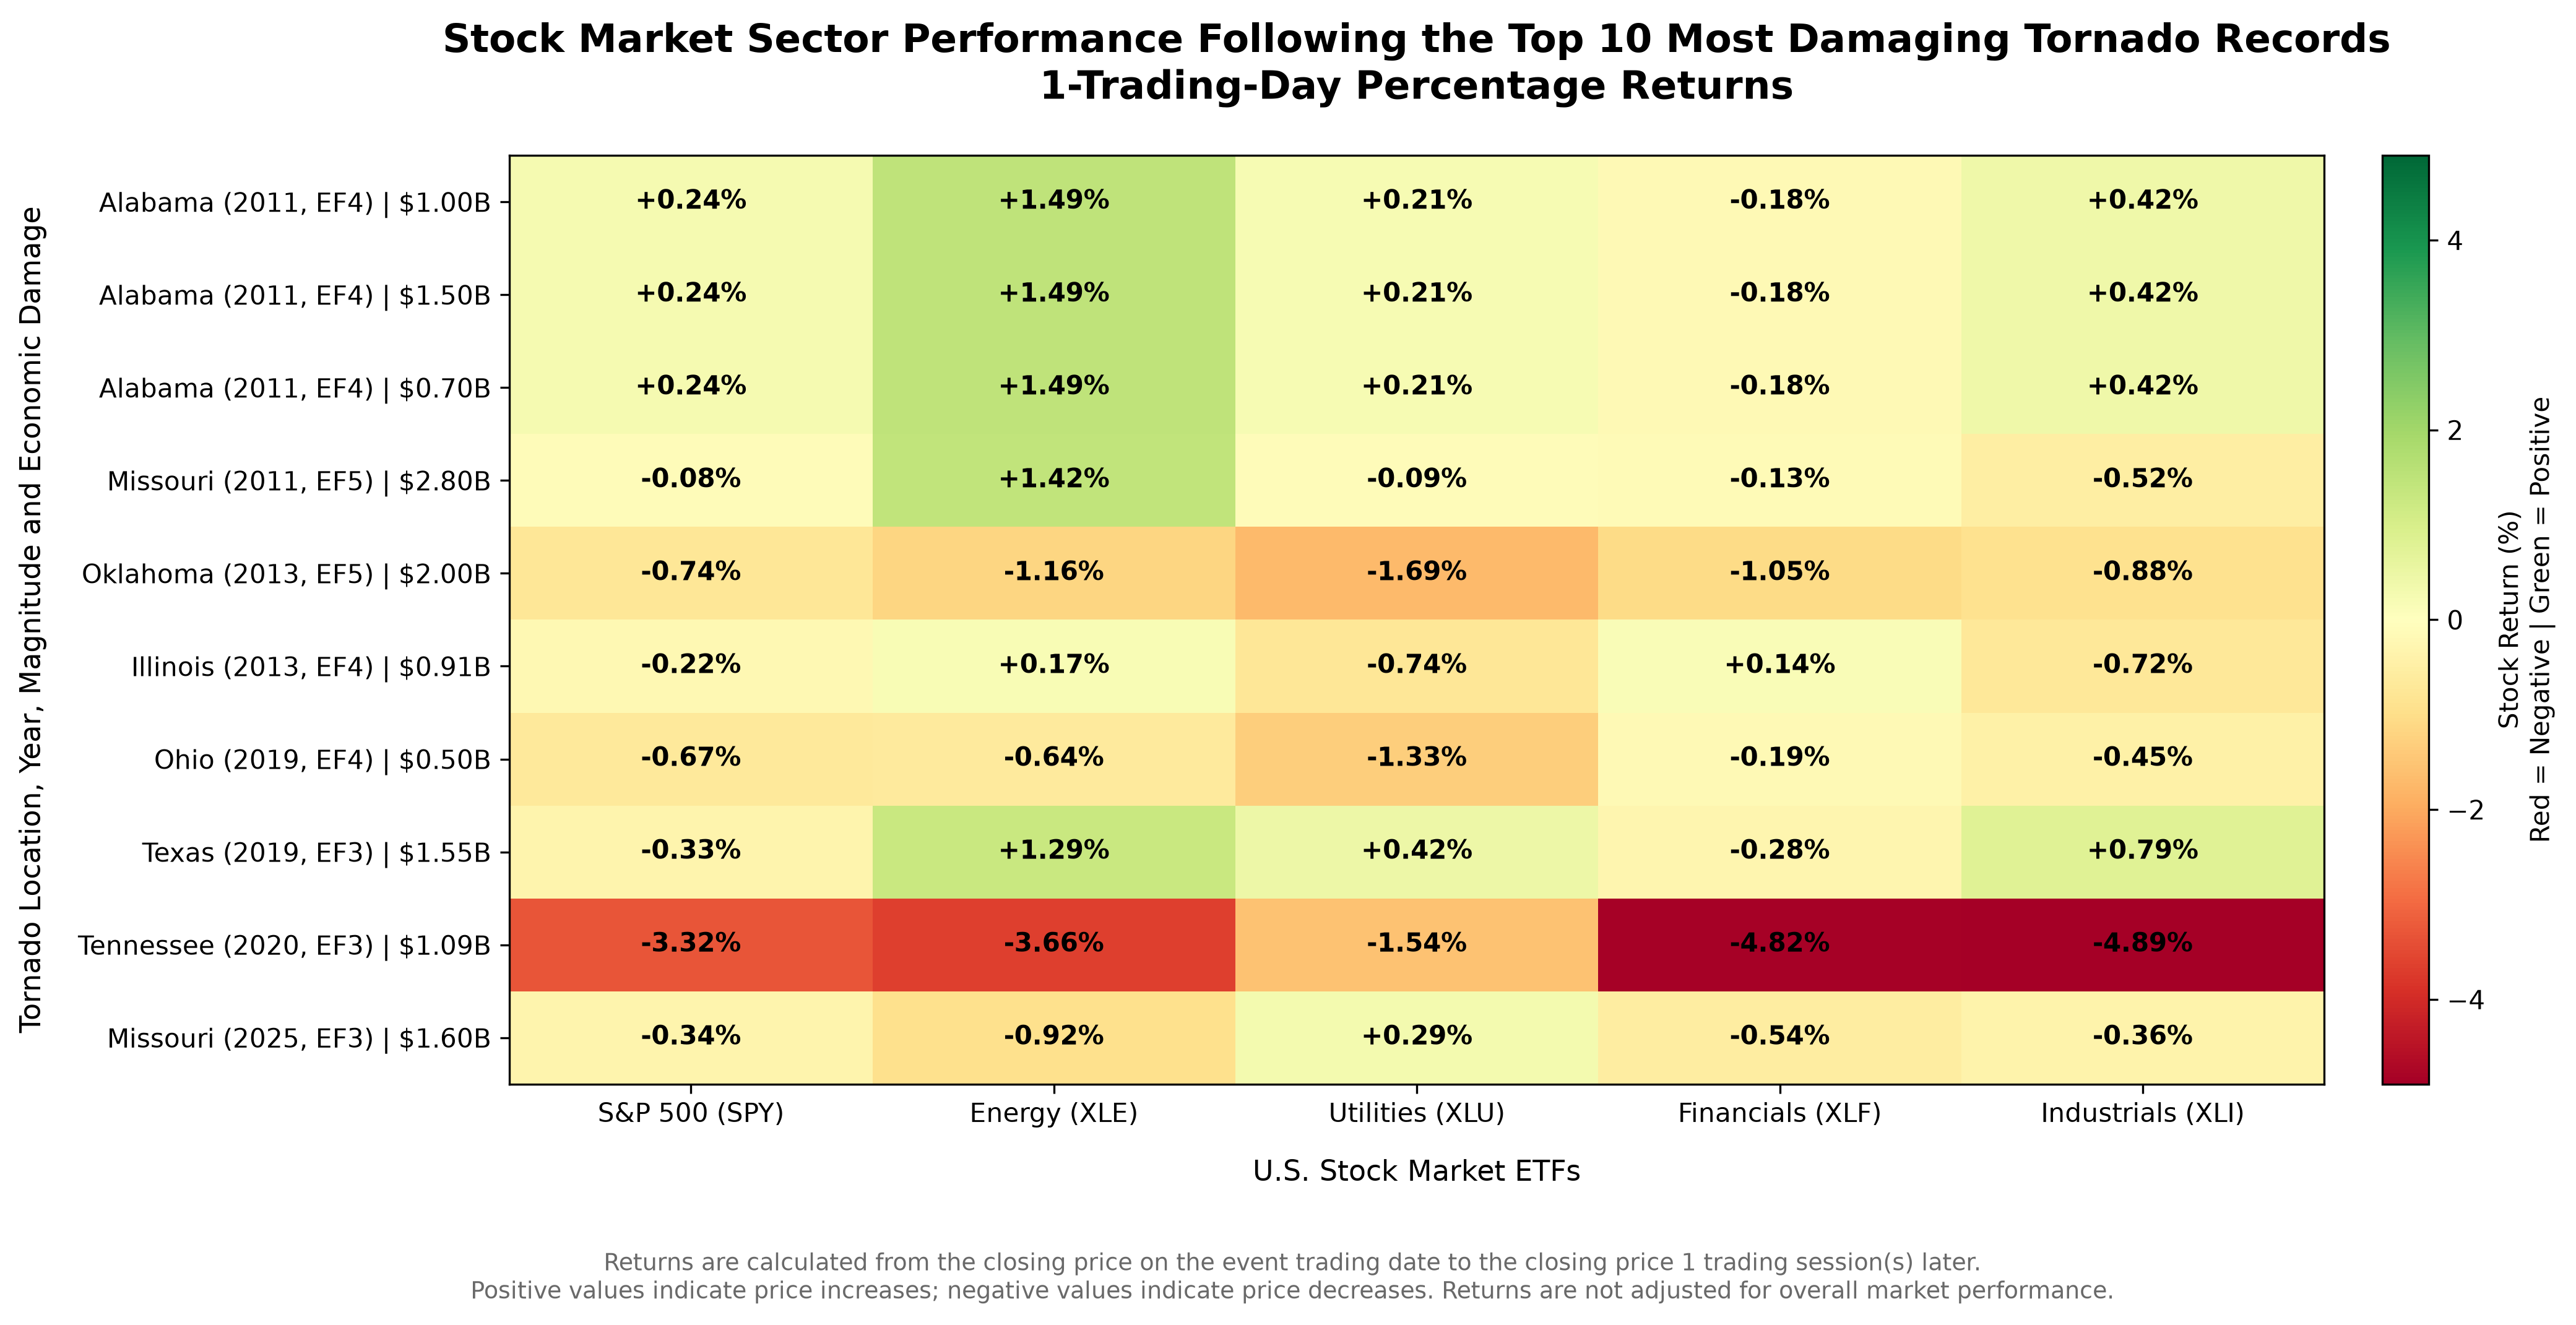 Stock Market Sector Performance Following the Top 10 Most Damaging Tornado Records
1-Trading-Day Percentage Returns
Tornado Location, Year, Magnitude and Economic Damage
Alabama (2011, EF4) | $1.00B +0.24% +1.49% +0.21% -0.18% +0.42%
Alabama (2011, EF4) | $1.50B +0.24% +1.49% +0.21% -0.18% +0.42%
Alabama (2011, EF4) | $0.70B +0.24% +1.49% +0.21% -0.18% +0.42%
Missouri (2011, EF5) | $2.80B -0.08% +1.42% -0.09% -0.13% -0.52%
Oklahoma (2013, EF5) | $2.00B -0.74% -1.16% -1.69% -1.05% -0.88%
Illinois (2013, EF4) | $0.91B -0.22% +0.17% -0.74% +0.14% -0.72%
Ohio (2019, EF4) | $0.50B -0.67% -0.64% -1.33% -0.19% -0.45%
Texas (2019, EF3) | $1.55B -0.33% +1.29% +0.42% -0.28% +0.79%
Tennessee (2020, EF3) | $1.09B -3.32% -3.66% -1.54% -4.82% -4.89%
Missouri (2025, EF3) | $1.60B -0.34% -0.92% +0.29% -0.54% -0.36%
S&P 500 (SPY) Energy (XLE) Utilities (XLU) Financials (XLF) Industrials (XLI)
U.S. Stock Market ETFs
4
2
0
−2
−4
Stock Return (%)
Red = Negative | Green = Positive
Returns are calculated from the closing price on the event trading date to the closing price 1 trading session(s) later.
Positive values indicate price increases; negative values indicate price decreases. Returns are not adjusted for overall market performance.